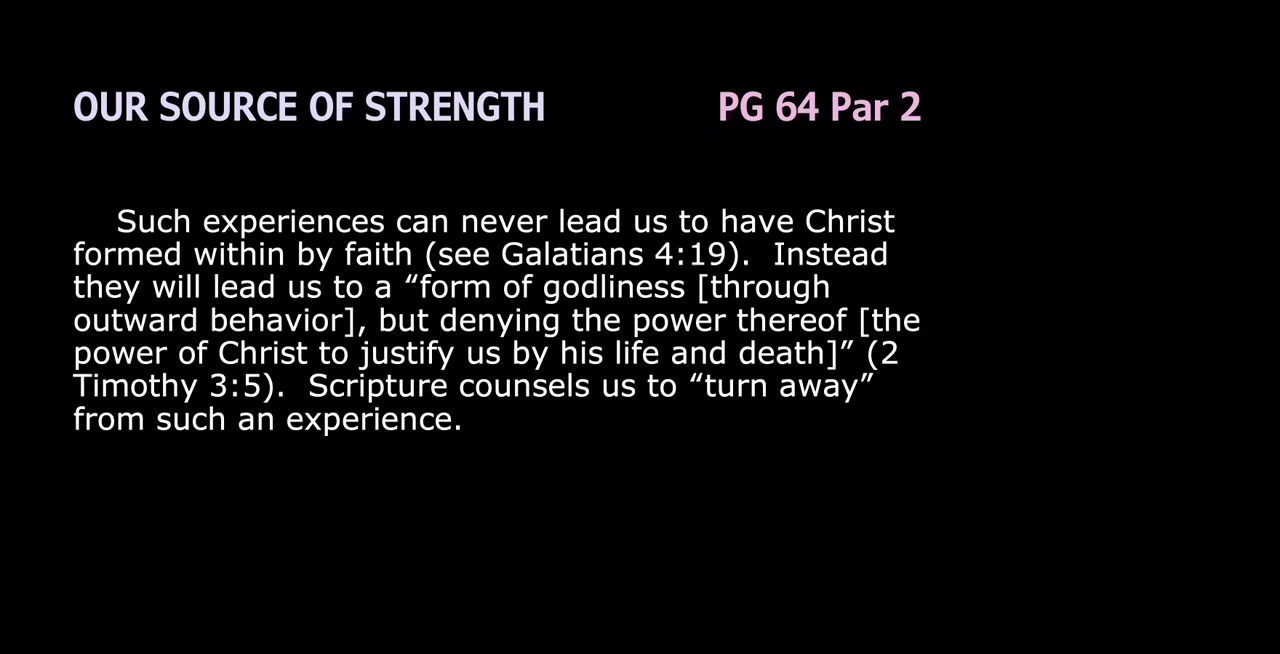 OUR SOURCE OF STRENGTH PG 64 Par 2
Such experiences can never lead us to have Christ
formed within by faith (see Galatians 4:19).  Instead
they will lead us to a “form of godliness [through
outward behavior], but denying the power thereof [the
power of Christ to justify us by his life and death]” (2
Timothy 3:5).  Scripture counsels us to “turn away”
from such an experience.